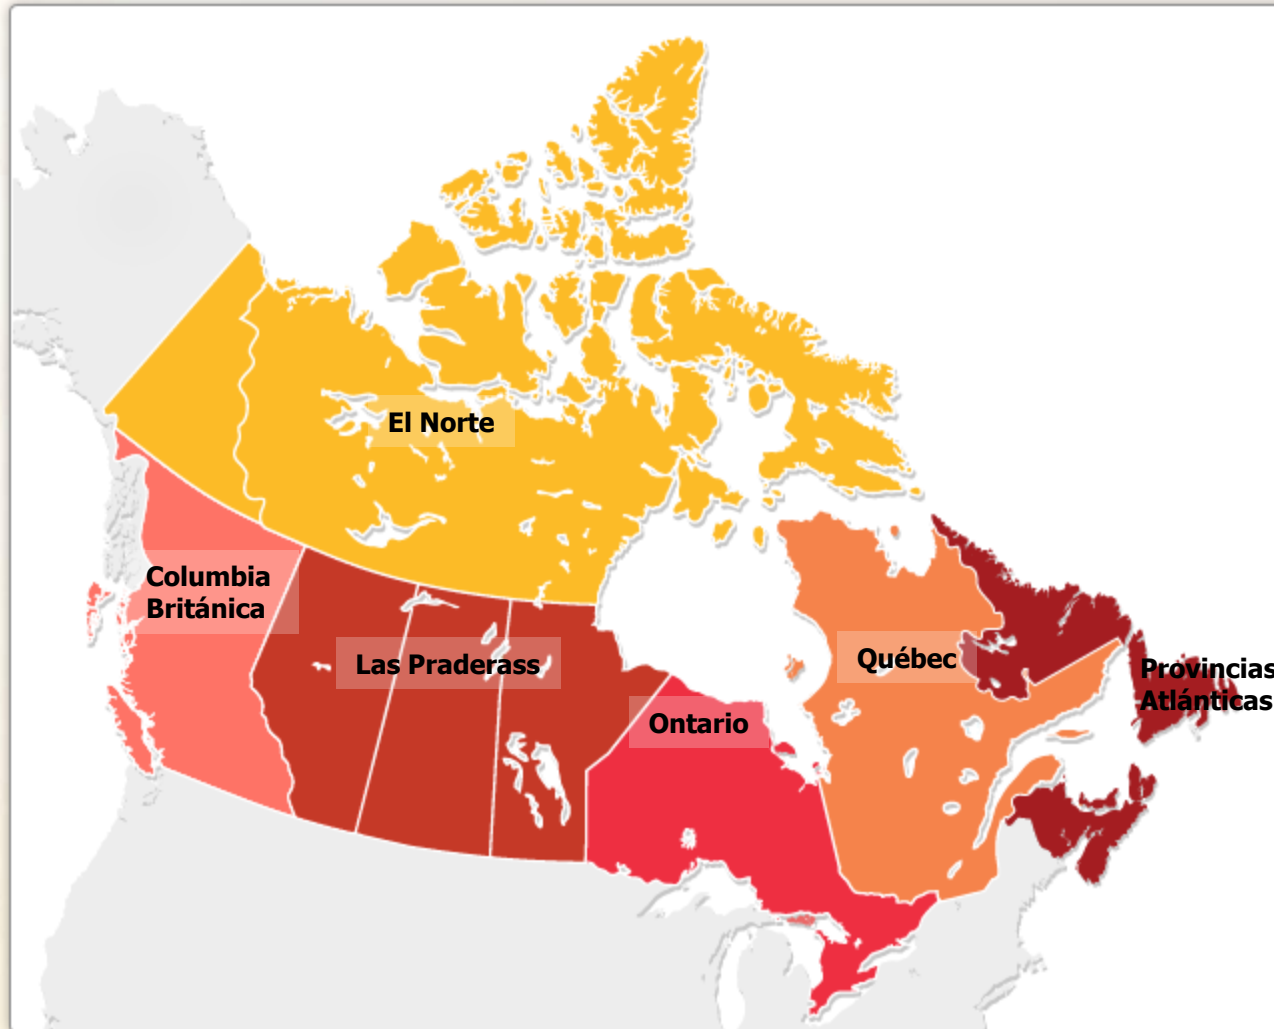 El Norte
Columbia
Británica
Las Praderass
Québec
Provincias
Atlánticas
Ontario